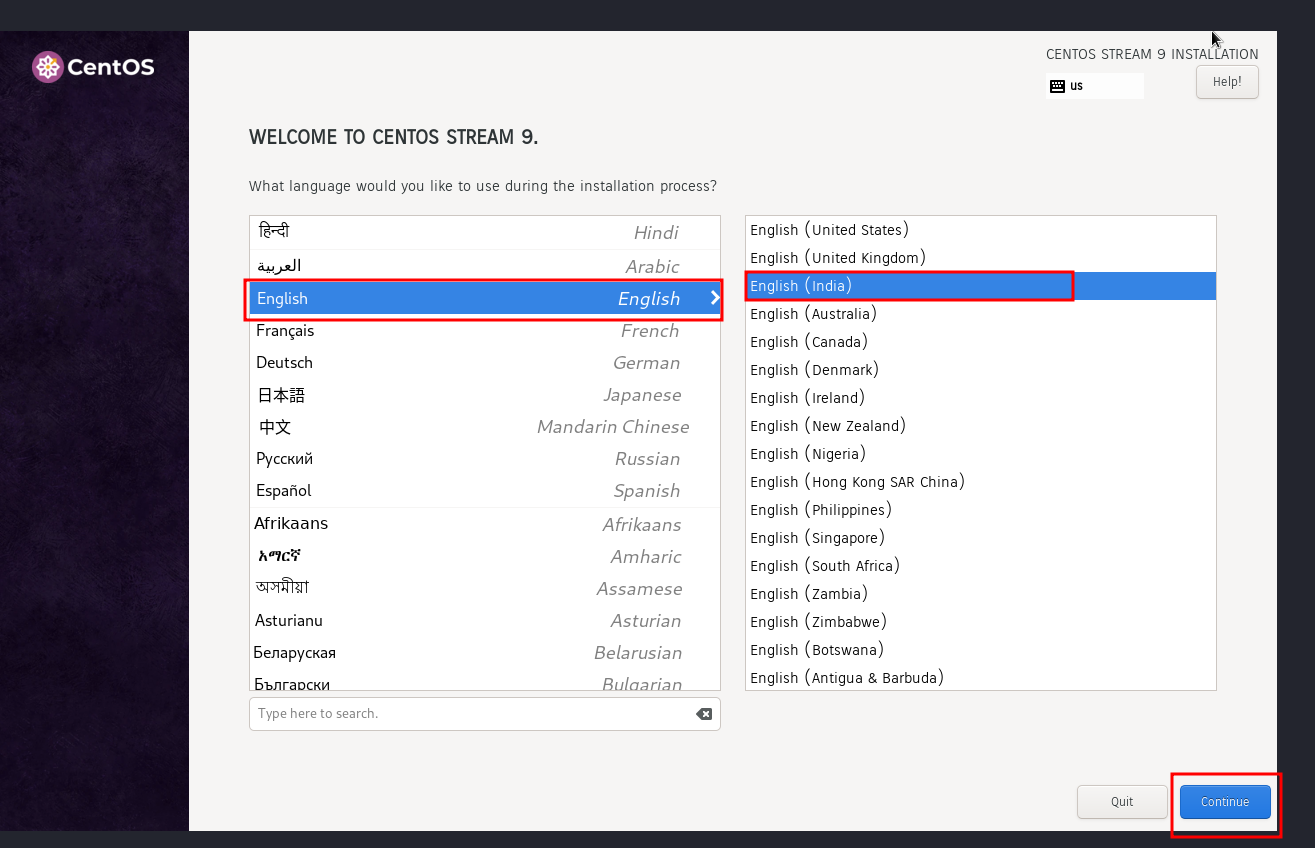 CentOS
CENTOS STREAM 9 INSTALLATION
us
Help!
WELCOME TO CENTOS STREAM 9.
What language would you like to use during the installation process?
हिन्दी Hindi
العربية Arabic
English English
Français French
Deutsch German
日本語 Japanese
中文 Mandarin Chinese
Русский Russian
Español Spanish
Afrikaans Afrikaans
አማርኛ Amharic
অসমীয়া Assamese
Asturianu Asturian
Беларуская Belarusian
Български Bulgarian
Type here to search.
English (United States)
English (United Kingdom)
English (India)
English (Australia)
English (Canada)
English (Denmark)
English (Ireland)
English (New Zealand)
English (Nigeria)
English (Hong Kong SAR China)
English (Philippines)
English (Singapore)
English (South Africa)
English (Zambia)
English (Zimbabwe)
English (Botswana)
English (Antigua & Barbuda)
Quit
Continue